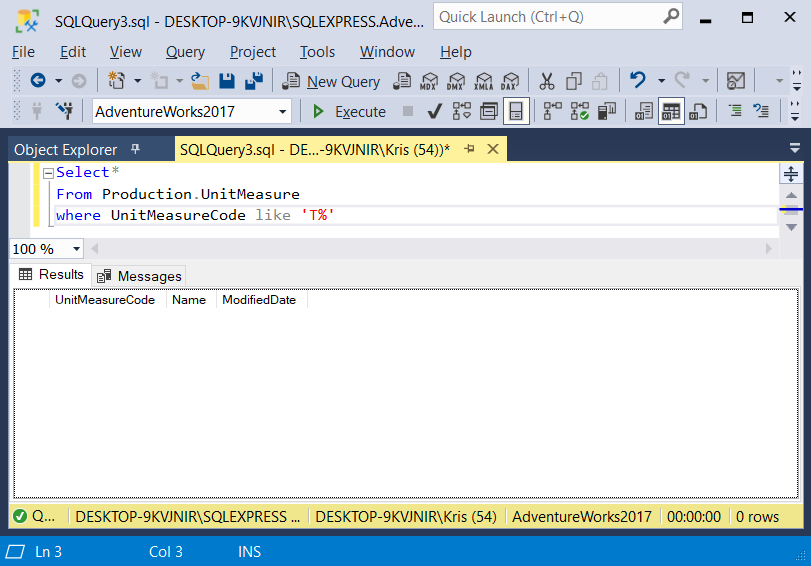 SQLQuery3.sql - DESKTOP-9KVJNIR\SQLEXPRESS.Adve...
Quick Launch (Ctrl+Q)
File Edit View Query Project Tools Window Help
New Query MDX DMX XMLA DAX
AdventureWorks2017 Execute
Object Explorer SQLQuery3.sql - DE...-9KVJNIR\Kris (54))*
Select*
From Production.UnitMeasure
where UnitMeasureCode like 'T%'
100 %
Results Messages
UnitMeasureCode Name ModifiedDate
Q... DESKTOP-9KVJNIR\SQLEXPRESS ... DESKTOP-9KVJNIR\Kris (54) AdventureWorks2017 00:00:00 0 rows
Ln 3 Col 3 INS